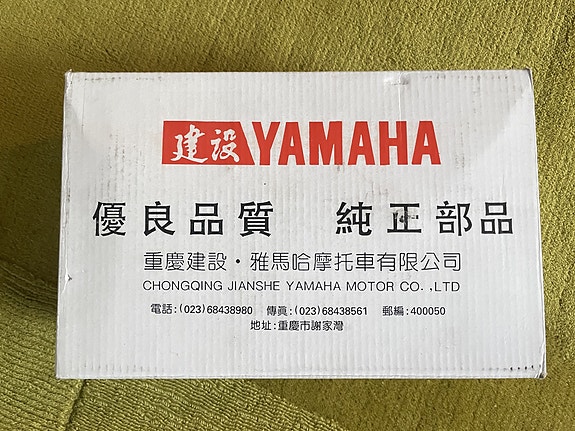 建设YAMAHA
優良品質 純正部品
重慶建設·雅馬哈摩托車有限公司
CHONGQING JIANSHE YAMAHA MOTOR CO. .,LTD
電話:(023)68438980 傳眞:(023)68438561 郵編:400050
地址:重慶市謝家灣